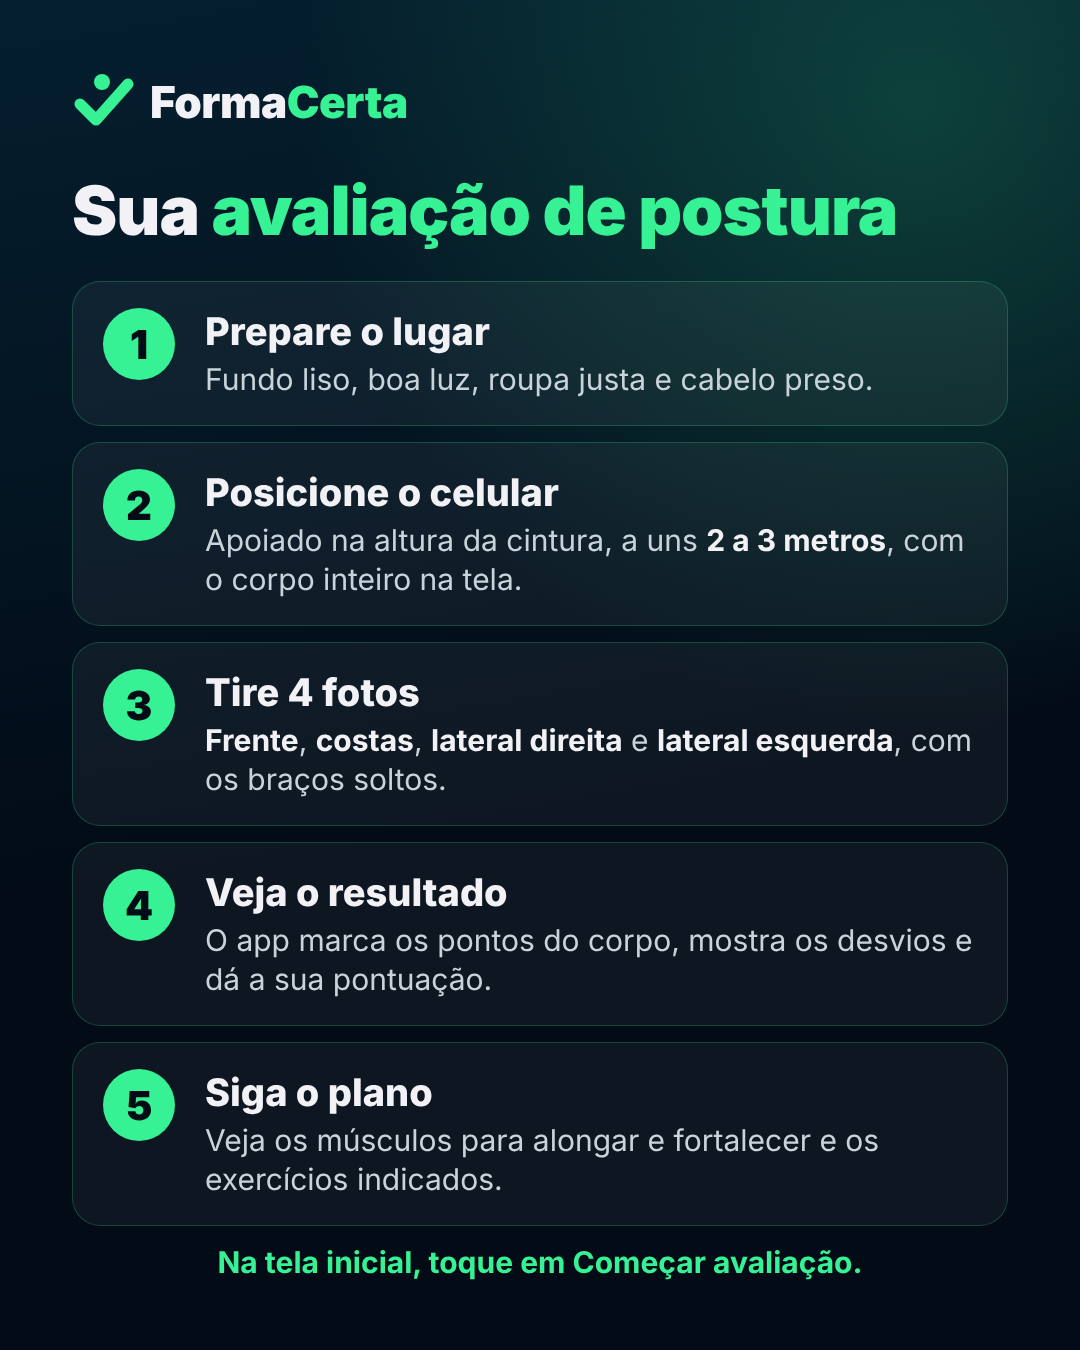 FormaCerta
Sua avaliação de postura
1
Prepare o lugar
Fundo liso, boa luz, roupa justa e cabelo preso.
2
Posicione o celular
Apoiado na altura da cintura, a uns 2 a 3 metros, com
o corpo inteiro na tela.
3
Tire 4 fotos
Frente, costas, lateral direita e lateral esquerda, com
os braços soltos.
4
Veja o resultado
O app marca os pontos do corpo, mostra os desvios e
dá a sua pontuação.
5
Siga o plano
Veja os músculos para alongar e fortalecer e os
exercícios indicados.
Na tela inicial, toque em Começar avaliação.